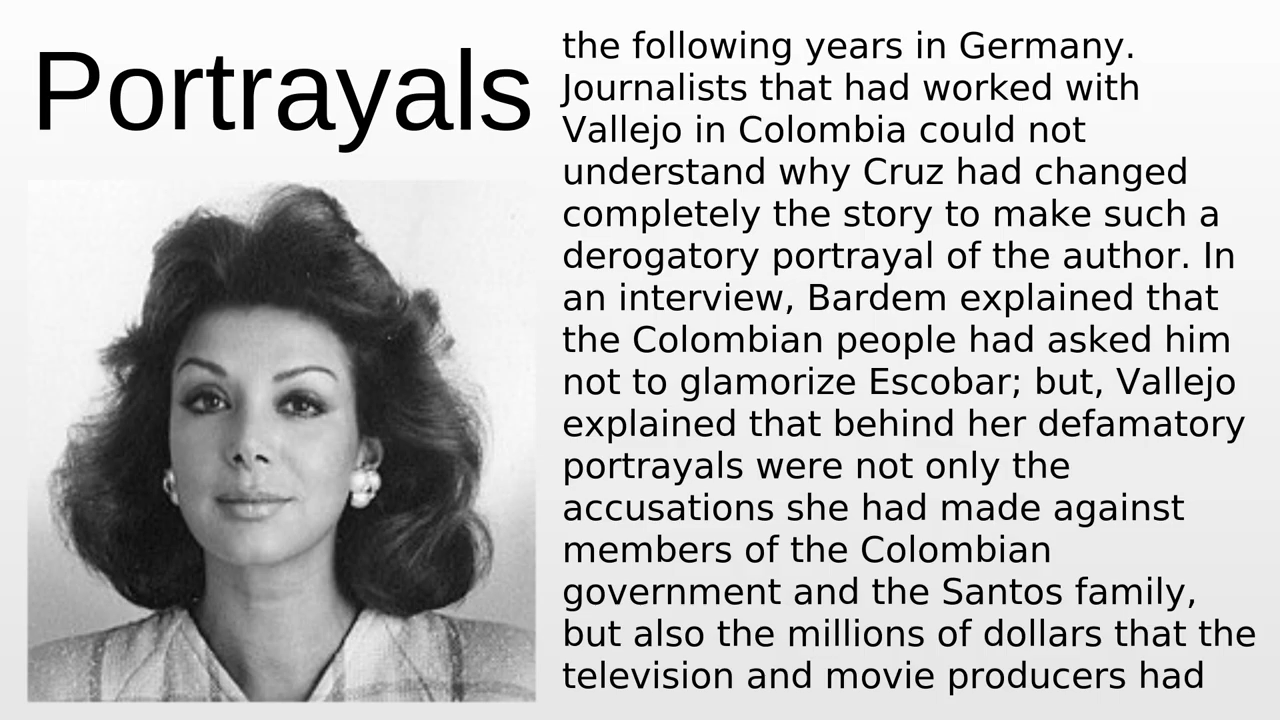 Portrayals
the following years in Germany.
Journalists that had worked with
Vallejo in Colombia could not
understand why Cruz had changed
completely the story to make such a
derogatory portrayal of the author. In
an interview, Bardem explained that
the Colombian people had asked him
not to glamorize Escobar; but, Vallejo
explained that behind her defamatory
portrayals were not only the
accusations she had made against
members of the Colombian
government and the Santos family,
but also the millions of dollars that the
television and movie producers had